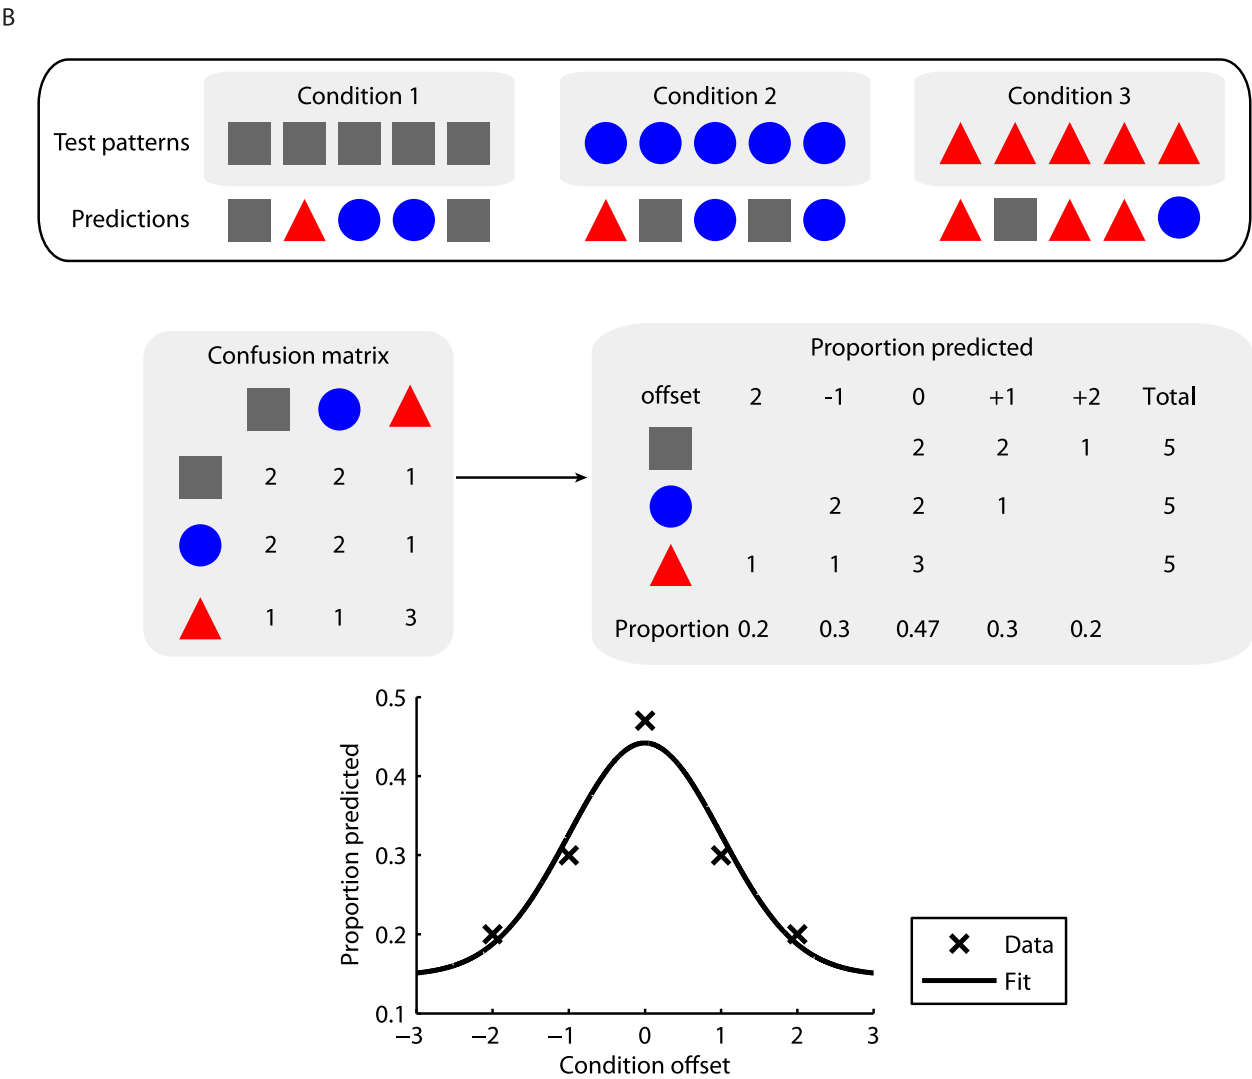 B
Condition 1 Condition 2 Condition 3
Test patterns
Predictions
Confusion matrix
2 2 1
2 2 1
1 1 3
Proportion predicted
offset 2 -1 0 +1 +2 Total
2 2 1 5
2 2 1 5
1 1 3 5
Proportion 0.2 0.3 0.47 0.3 0.2
Proportion predicted
0.5
0.4
0.3
0.2
0.1
−3 −2 −1 0 1 2 3
Condition offset
Data
Fit